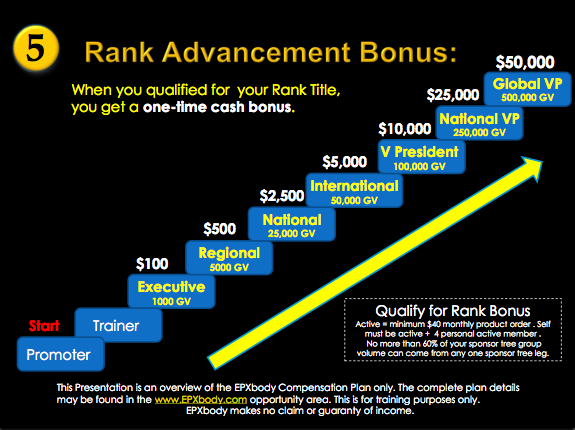 5
Rank Advancement Bonus:
When you qualified for your Rank Title,
you get a one-time cash bonus.
$50,000
Global VP
500,000 GV
$25,000
National VP
250,000 GV
$10,000
V President
100,000 GV
$5,000
International
50,000 GV
$2,500
National
25,000 GV
$500
Regional
5000 GV
$100
Executive
1000 GV
Start
Trainer
Promoter
Qualify for Rank Bonus
Active = minimum $40 monthly product order . Self
must be active + 4 personal active member .
No more than 60% of your sponsor tree group
volume can come from any one sponsor tree leg.
This Presentation is an overview of the EPXbody Compensation Plan only. The complete plan details
may be found in the www.EPXbody.com opportunity area. This is for training purposes only.
EPXbody makes no claim or guaranty of income.